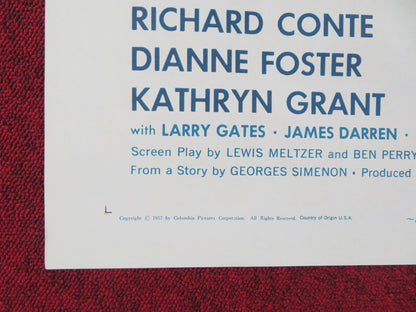 RICHARD CONTE
DIANNE FOSTER
KATHRYN GRANT
with LARRY GATES · JAMES DARREN ·
Screen Play by LEWIS MELTZER and BEN PERRY
From a Story by GEORGES SIMENON · Produced
Copyright © 1957 by Columbia Pictures Corporation. All Rights Reserved. Country of Origin U.S.A.